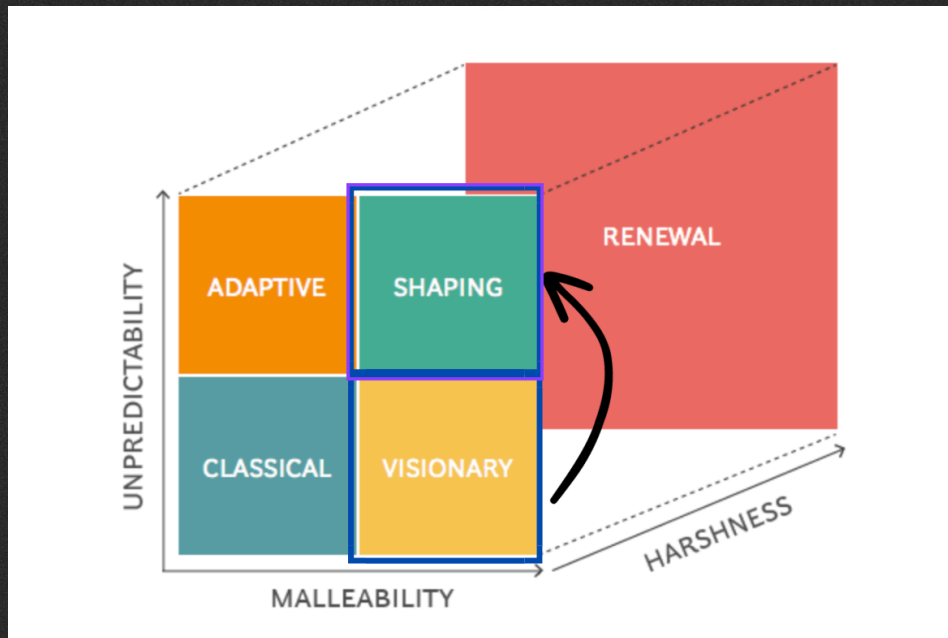 RENEWAL
ADAPTIVE
SHAPING
UNPREDICTABILITY
CLASSICAL
VISIONARY
HARSHNESS
MALLEABILITY